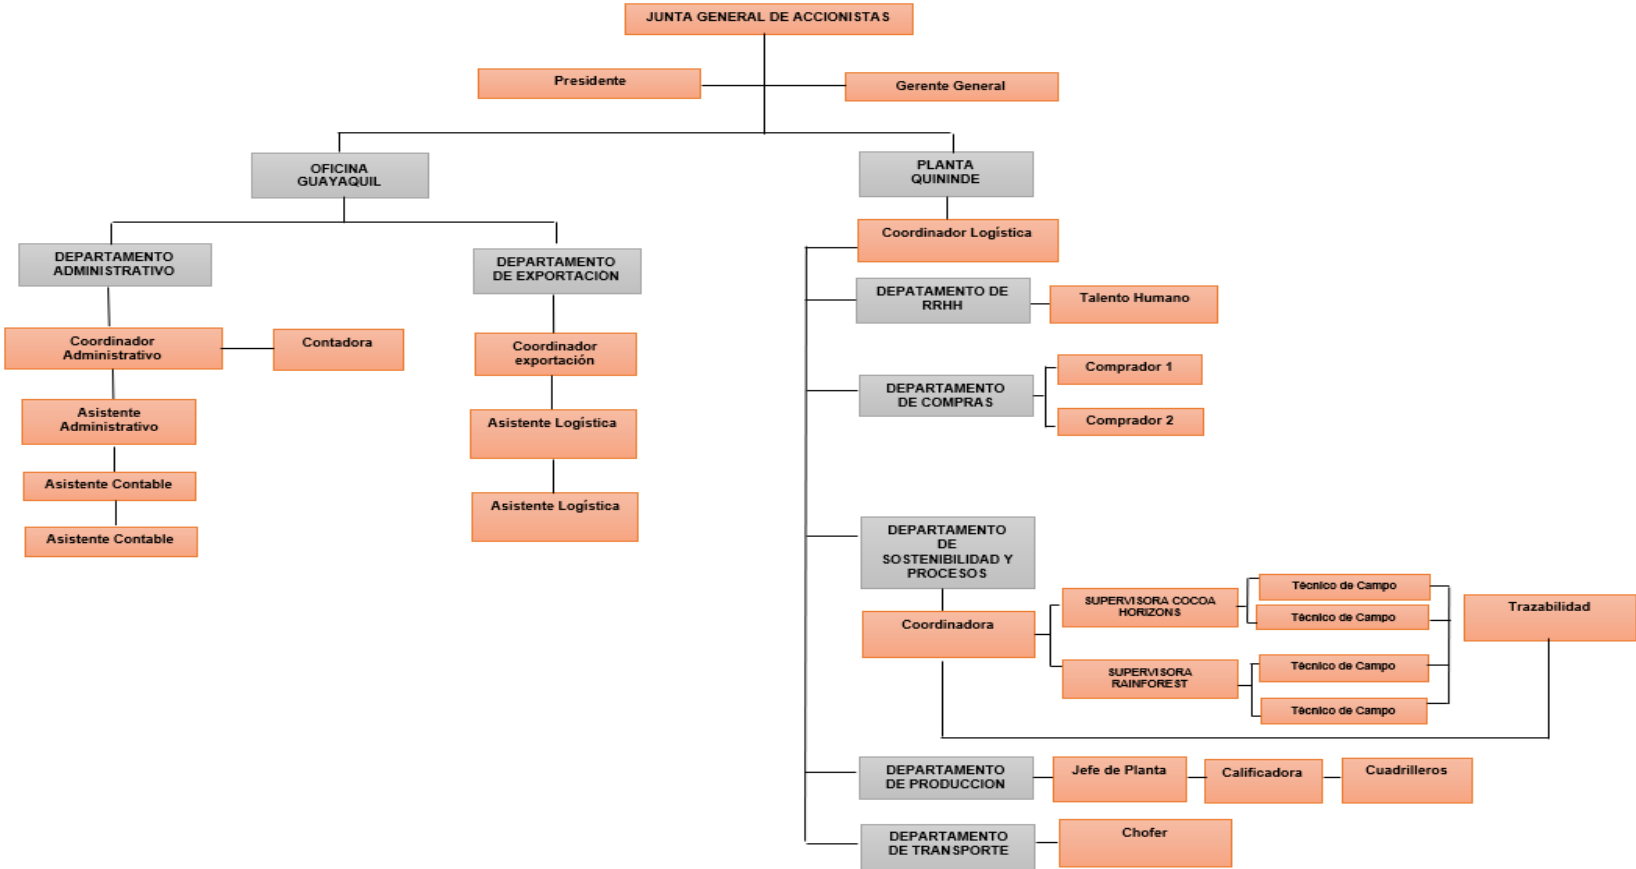 JUNTA GENERAL DE ACCIONISTAS
Presidente
Gerente General
OFICINA
GUAYAQUIL
PLANTA
QUININDE
DEPARTAMENTO
ADMINISTRATIVO
DEPARTAMENTO
DE EXPORTACIÓN
Coordinador
Administrativo
Contadora
Asistente
Administrativo
Asistente Contable
Asistente Contable
Coordinador
exportación
Asistente Logística
Asistente Logística
Coordinador Logística
DEPATAMENTO DE
RRHH
Talento Humano
DEPARTAMENTO
DE COMPRAS
Comprador 1
Comprador 2
DEPARTAMENTO
DE
SOSTENIBILIDAD Y
PROCESOS
Coordinadora
SUPERVISORA COCOA
HORIZONS
Técnico de Campo
Técnico de Campo
SUPERVISORA
RAINFOREST
Técnico de Campo
Técnico de Campo
Trazabilidad
DEPARTAMENTO
DE PRODUCCION
Jefe de Planta
Calificadora
Cuadrilleros
DEPARTAMENTO
DE TRANSPORTE
Chofer